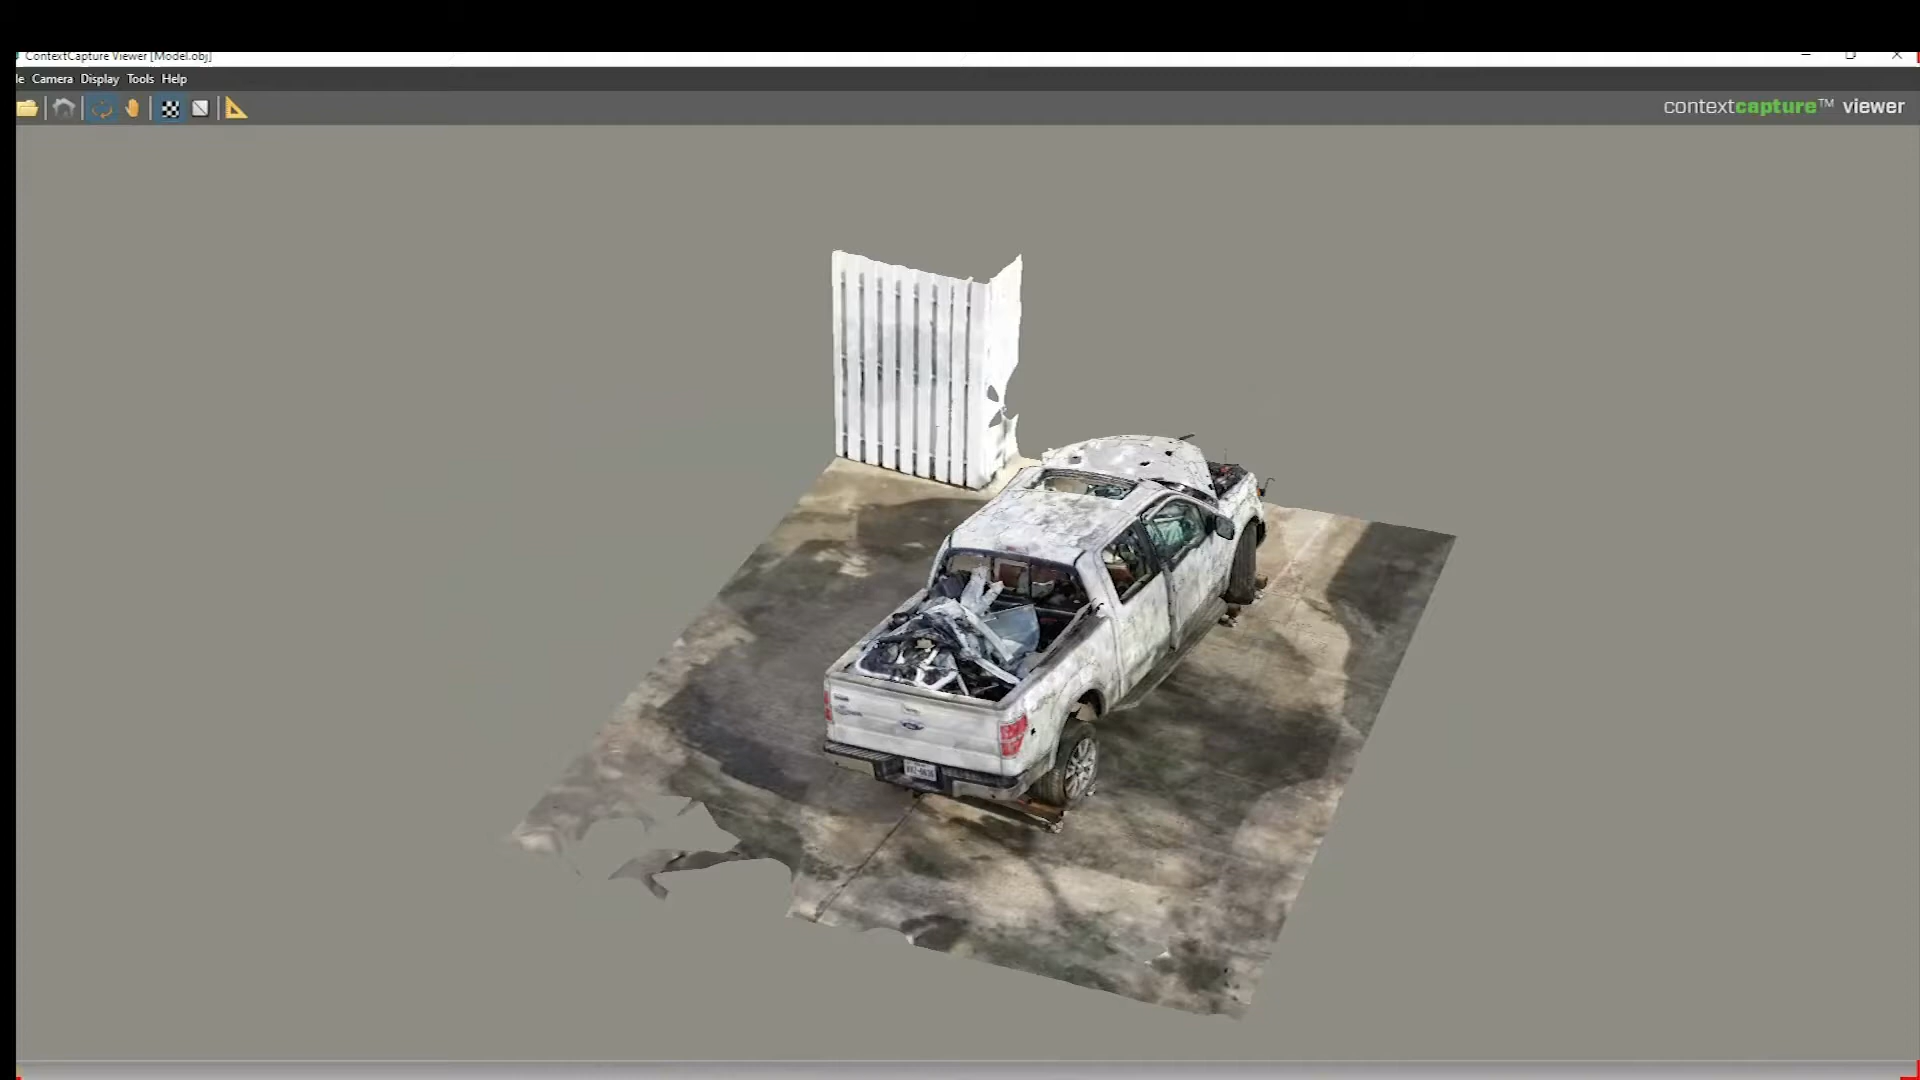 ContextCapture Viewer [Model.obj]
le Camera Display Tools Help
contextcapture™ viewer